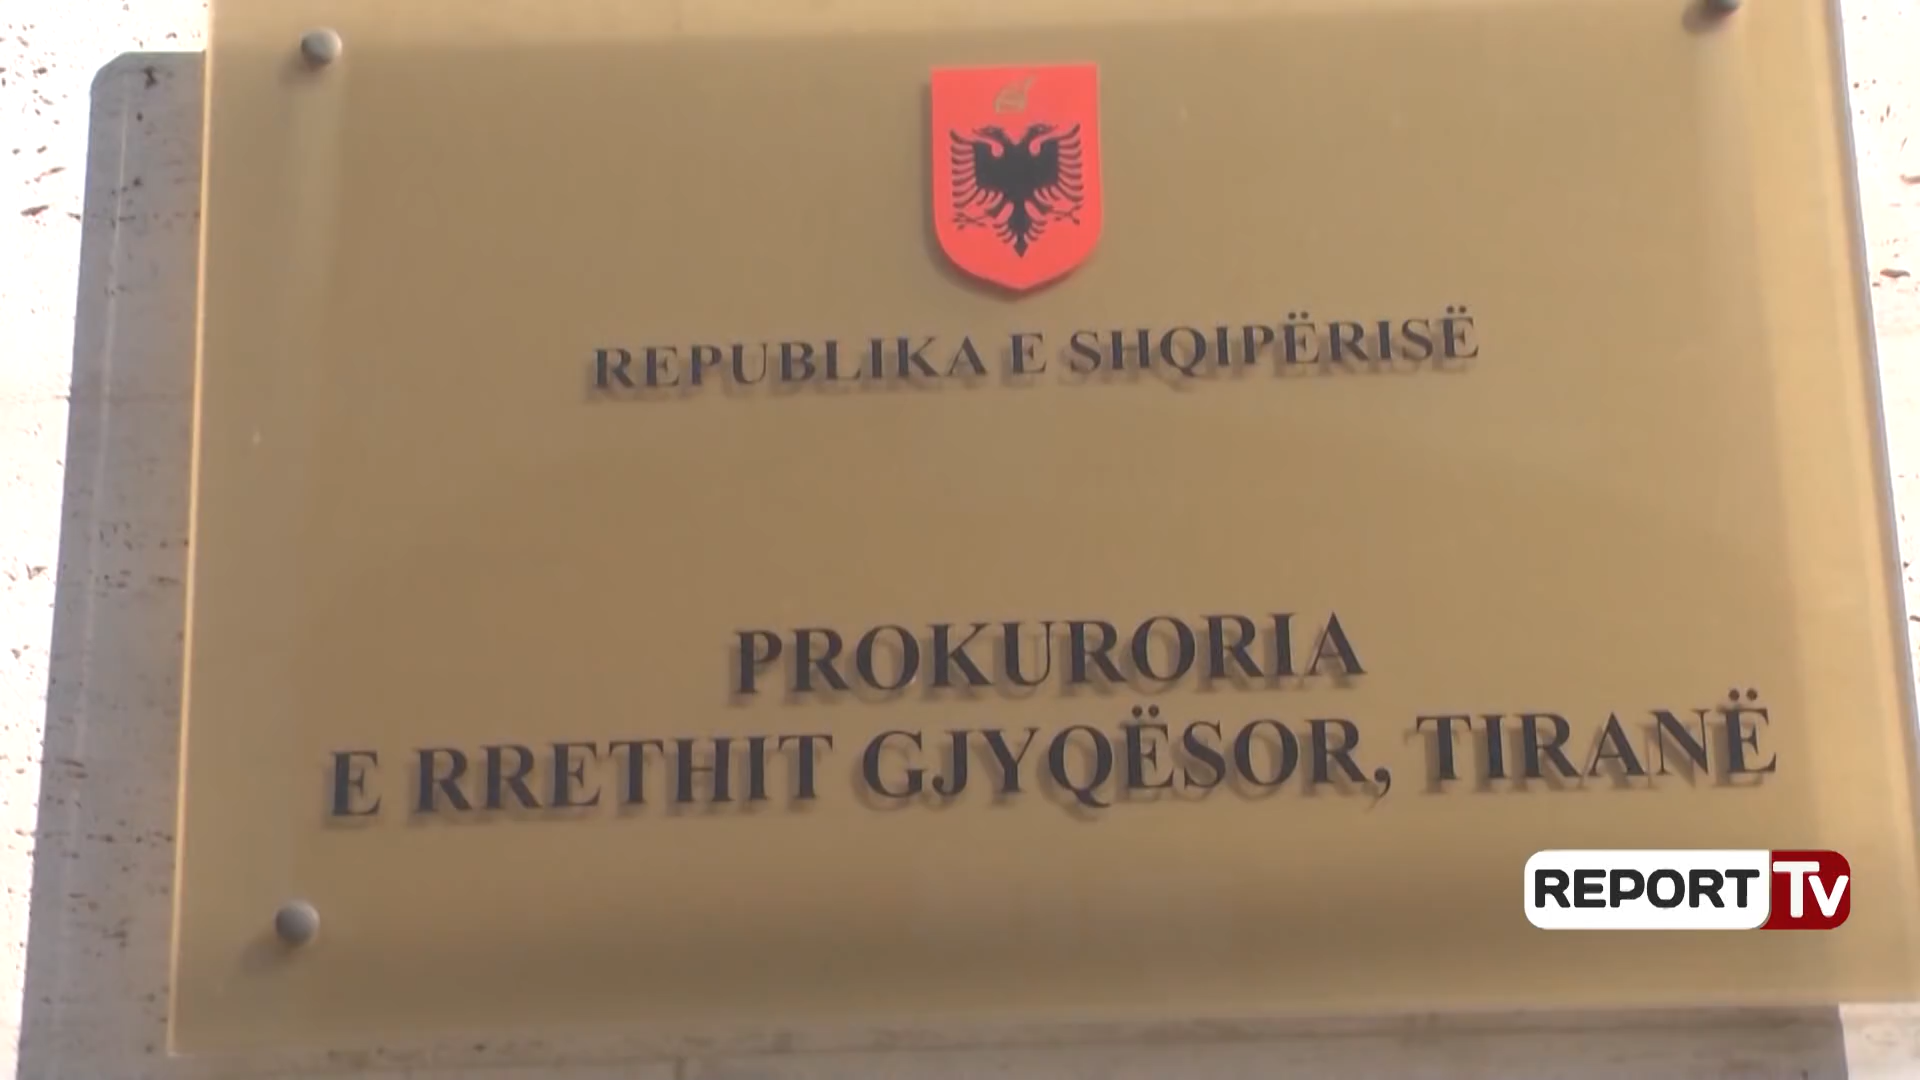 REPUBLIKA E SHQIPËRISË
PROKURORIA
E RRETHIT GJYQËSOR, TIRANË
REPORT TV